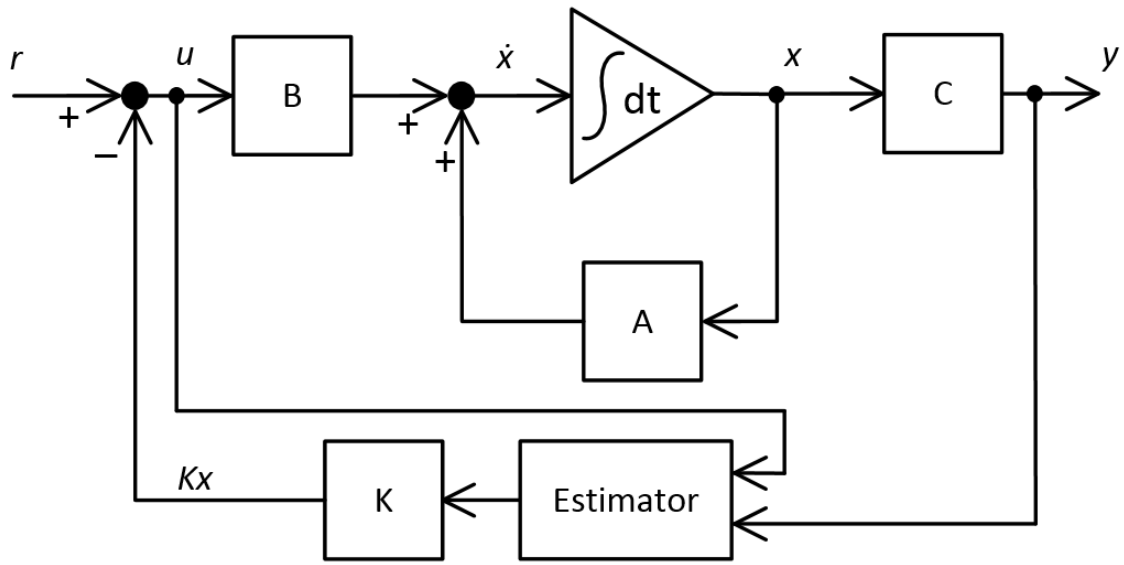 r
u
B
ẋ
∫dt
x
C
y
+
−
+
+
A
Kx
K
Estimator